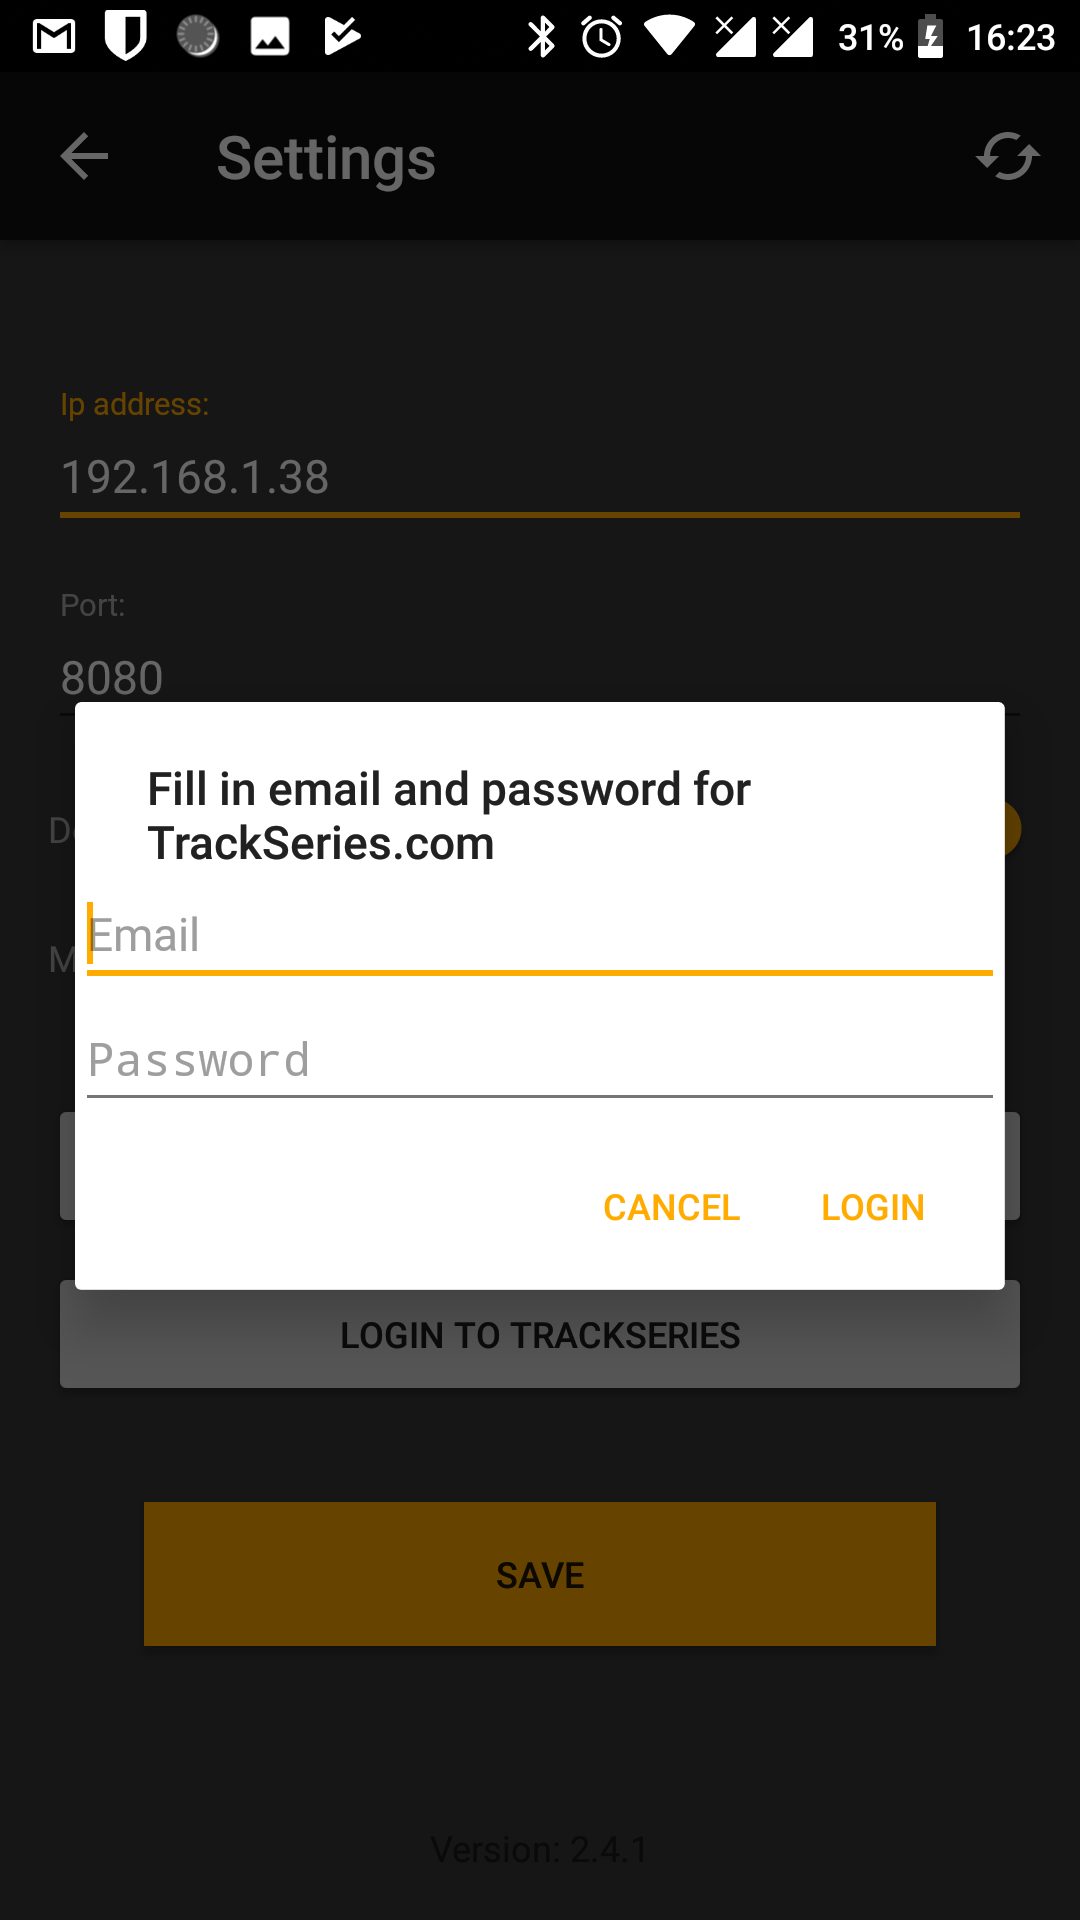 31% 16:23
Settings
Ip address:
192.168.1.38
Port:
8080
Fill in email and password for
TrackSeries.com
Email
Password
CANCEL LOGIN
LOGIN TO TRACKSERIES
SAVE
Version: 2.4.1